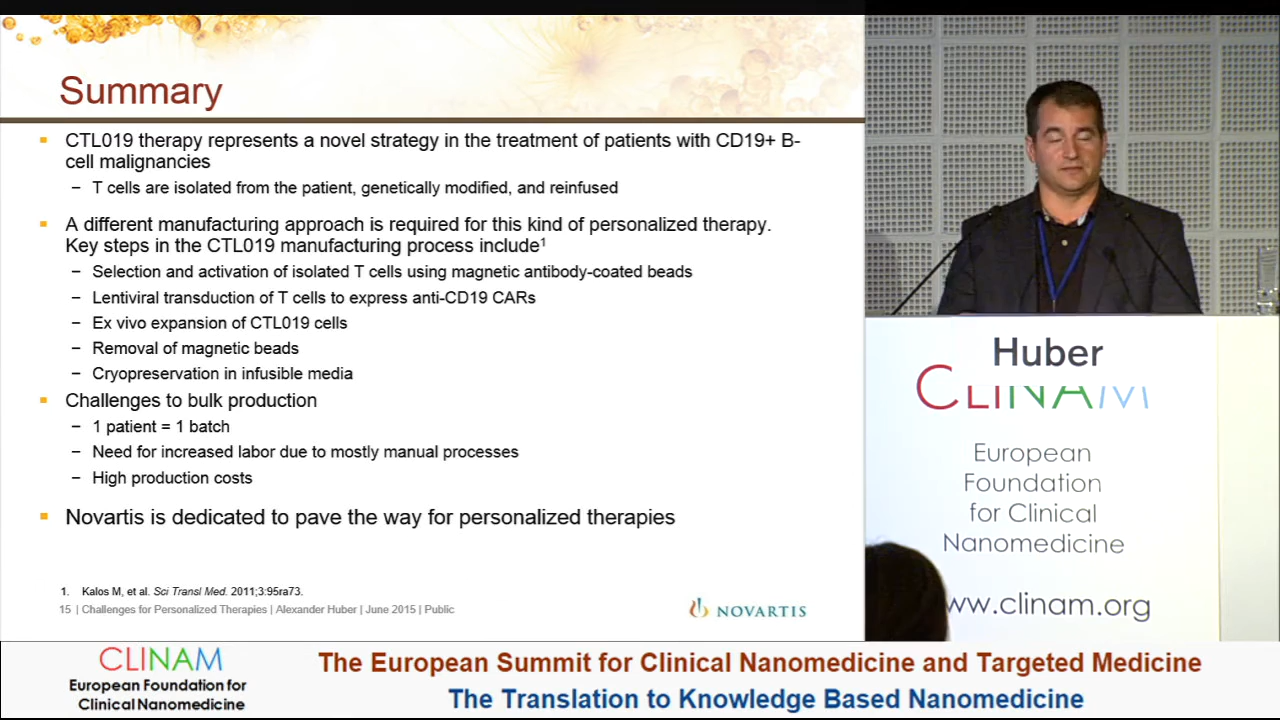 Summary
▪ CTL019 therapy represents a novel strategy in the treatment of patients with CD19+ B-
cell malignancies
− T cells are isolated from the patient, genetically modified, and reinfused
▪ A different manufacturing approach is required for this kind of personalized therapy.
Key steps in the CTL019 manufacturing process include¹
− Selection and activation of isolated T cells using magnetic antibody-coated beads
− Lentiviral transduction of T cells to express anti-CD19 CARs
− Ex vivo expansion of CTL019 cells
− Removal of magnetic beads
− Cryopreservation in infusible media
▪ Challenges to bulk production
− 1 patient = 1 batch
− Need for increased labor due to mostly manual processes
− High production costs
▪ Novartis is dedicated to pave the way for personalized therapies
1. Kalos M, et al. Sci Transl Med. 2011;3:95ra73.
15 | Challenges for Personalized Therapies | Alexander Huber | June 2015 | Public
NOVARTIS
Huber
CLINAM
European
Foundation
for Clinical
Nanomedicine
ww.clinam.org
CLINAM
European Foundation for
Clinical Nanomedicine
The European Summit for Clinical Nanomedicine and Targeted Medicine
The Translation to Knowledge Based Nanomedicine